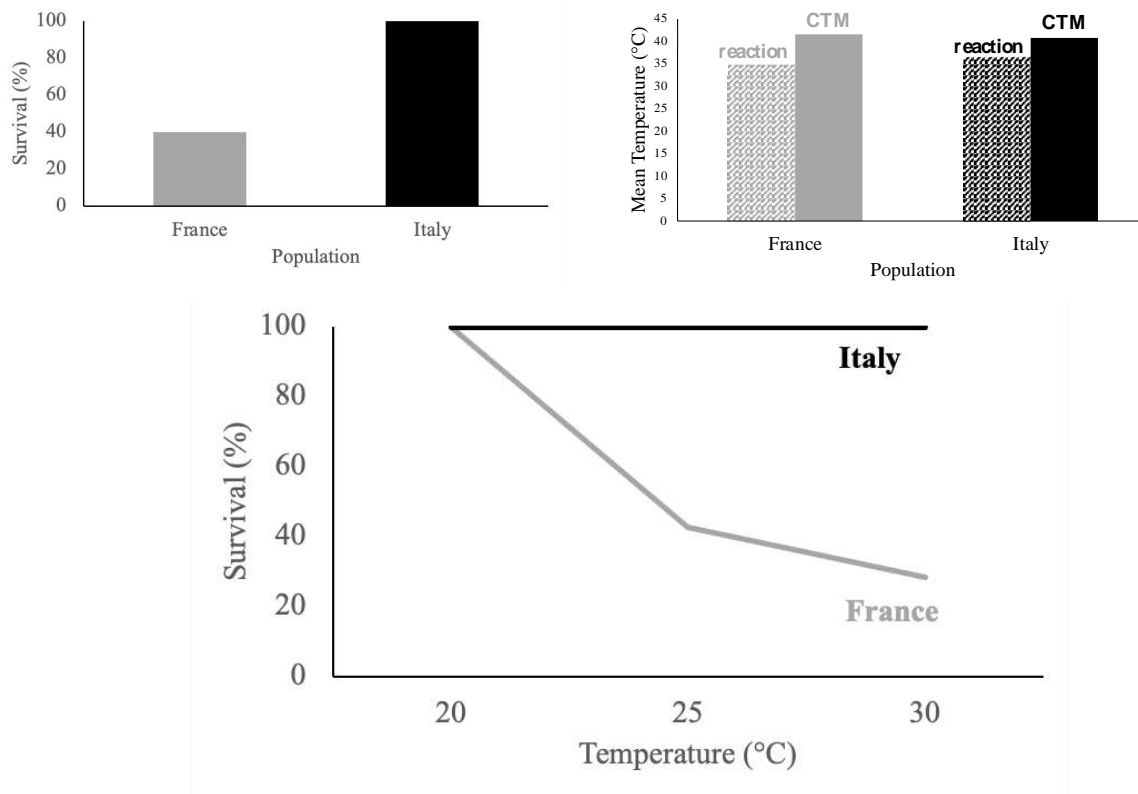 100
80
60
40
20
0
Survival (%)
France
Italy
Population
45
40
35
30
25
20
15
10
5
0
Mean Temperature (°C)
reaction
CTM
reaction
CTM
France
Italy
Population
100
80
60
40
20
0
Survival (%)
Italy
France
20
25
30
Temperature (°C)